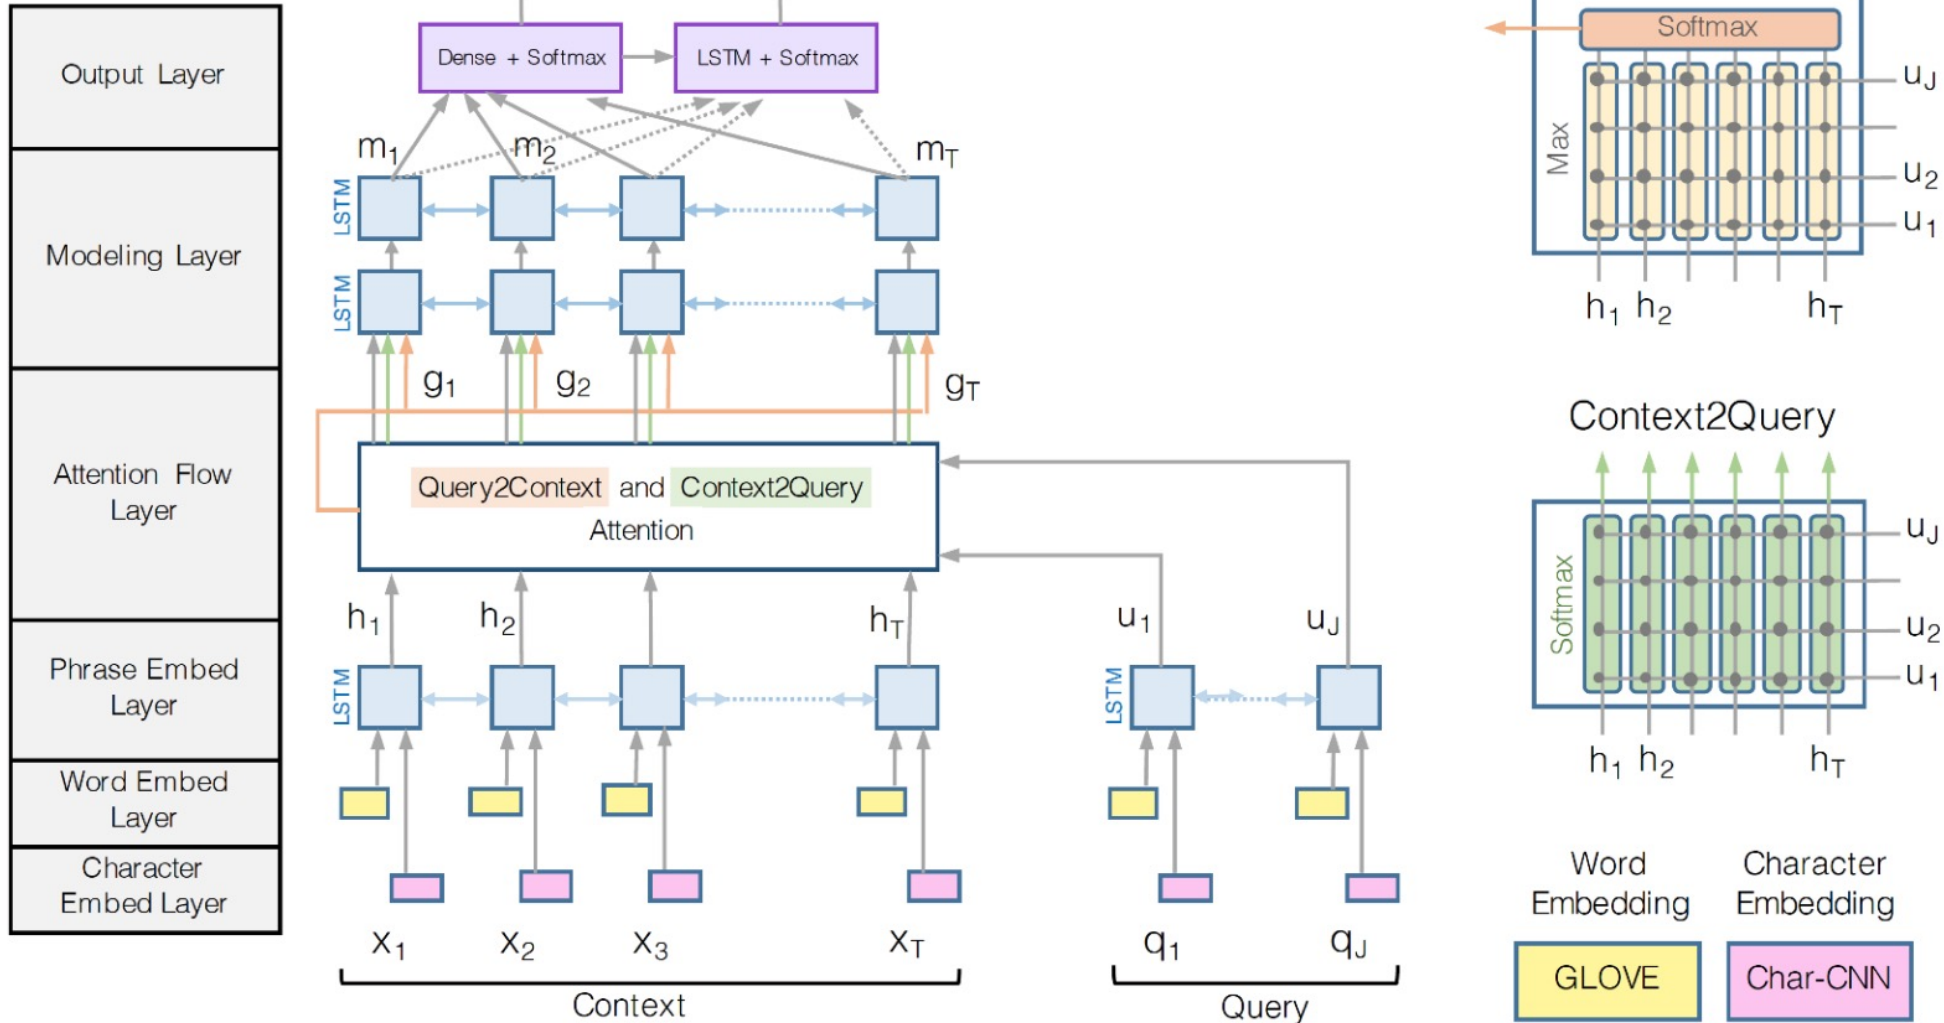 Output Layer
Modeling Layer
Attention Flow
Layer
Phrase Embed
Layer
Word Embed
Layer
Character
Embed Layer
Dense + Softmax
LSTM + Softmax
m1
m2
mT
LSTM
LSTM
g1
g2
gT
Query2Context and Context2Query
Attention
h1
h2
hT
u1
uJ
LSTM
LSTM
x1
x2
x3
xT
q1
qJ
Context
Query
Softmax
Max
uJ
u2
u1
h1
h2
hT
Context2Query
Softmax
uJ
u2
u1
h1
h2
hT
Word
Embedding
GLOVE
Character
Embedding
Char-CNN